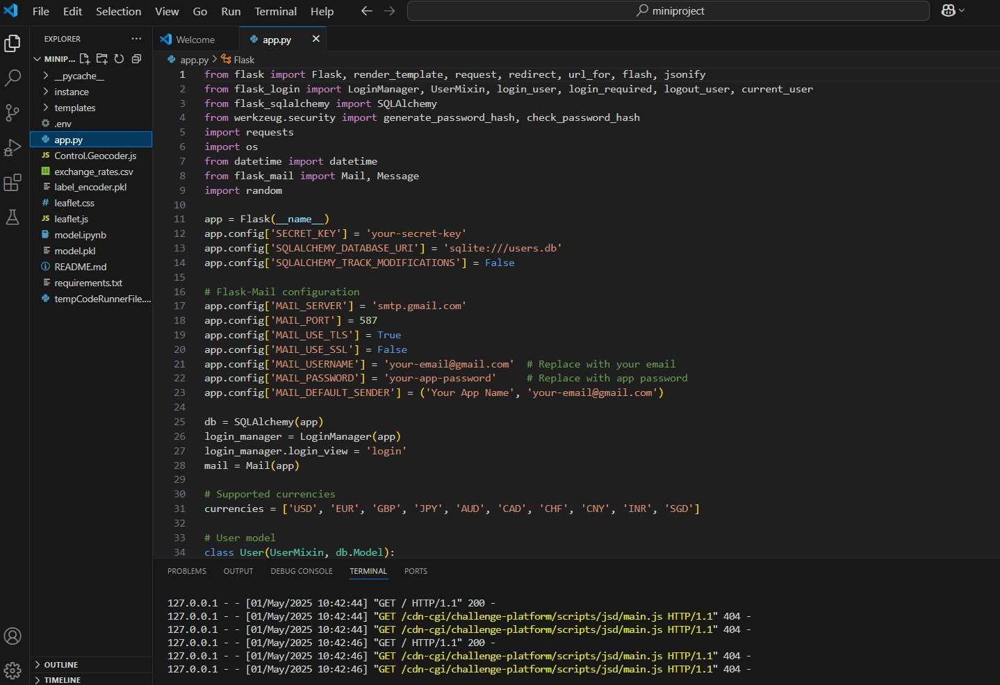 File Edit Selection View Go Run Terminal Help miniproject
EXPLORER
MINIP...
__pycache__
instance
templates
.env
app.py
JS Control.Geocoder.js
exchange_rates.csv
label_encoder.pkl
# leaflet.css
JS leaflet.js
model.ipynb
model.pkl
README.md
requirements.txt
tempCodeRunnerFile....
OUTLINE
TIMELINE
Welcome app.py
app.py > Flask
1 from flask import Flask, render_template, request, redirect, url_for, flash, jsonify
2 from flask_login import LoginManager, UserMixin, login_user, login_required, logout_user, current_user
3 from flask_sqlalchemy import SQLAlchemy
4 from werkzeug.security import generate_password_hash, check_password_hash
5 import requests
6 import os
7 from datetime import datetime
8 from flask_mail import Mail, Message
9 import random
10
11 app = Flask(__name__)
12 app.config['SECRET_KEY'] = 'your-secret-key'
13 app.config['SQLALCHEMY_DATABASE_URI'] = 'sqlite:///users.db'
14 app.config['SQLALCHEMY_TRACK_MODIFICATIONS'] = False
15
16 # Flask-Mail configuration
17 app.config['MAIL_SERVER'] = 'smtp.gmail.com'
18 app.config['MAIL_PORT'] = 587
19 app.config['MAIL_USE_TLS'] = True
20 app.config['MAIL_USE_SSL'] = False
21 app.config['MAIL_USERNAME'] = 'your-email@gmail.com' # Replace with your email
22 app.config['MAIL_PASSWORD'] = 'your-app-password' # Replace with app password
23 app.config['MAIL_DEFAULT_SENDER'] = ('Your App Name', 'your-email@gmail.com')
24
25 db = SQLAlchemy(app)
26 login_manager = LoginManager(app)
27 login_manager.login_view = 'login'
28 mail = Mail(app)
29
30 # Supported currencies
31 currencies = ['USD', 'EUR', 'GBP', 'JPY', 'AUD', 'CAD', 'CHF', 'CNY', 'INR', 'SGD']
32
33 # User model
34 class User(UserMixin, db.Model):
PROBLEMS OUTPUT DEBUG CONSOLE TERMINAL PORTS
127.0.0.1 - - [01/May/2025 10:42:44] "GET / HTTP/1.1" 200 -
127.0.0.1 - - [01/May/2025 10:42:44] "GET /cdn-cgi/challenge-platform/scripts/jsd/main.js HTTP/1.1" 404 -
127.0.0.1 - - [01/May/2025 10:42:44] "GET /cdn-cgi/challenge-platform/scripts/jsd/main.js HTTP/1.1" 404 -
127.0.0.1 - - [01/May/2025 10:42:46] "GET / HTTP/1.1" 200 -
127.0.0.1 - - [01/May/2025 10:42:46] "GET /cdn-cgi/challenge-platform/scripts/jsd/main.js HTTP/1.1" 404 -
127.0.0.1 - - [01/May/2025 10:42:46] "GET /cdn-cgi/challenge-platform/scripts/jsd/main.js HTTP/1.1" 404 -